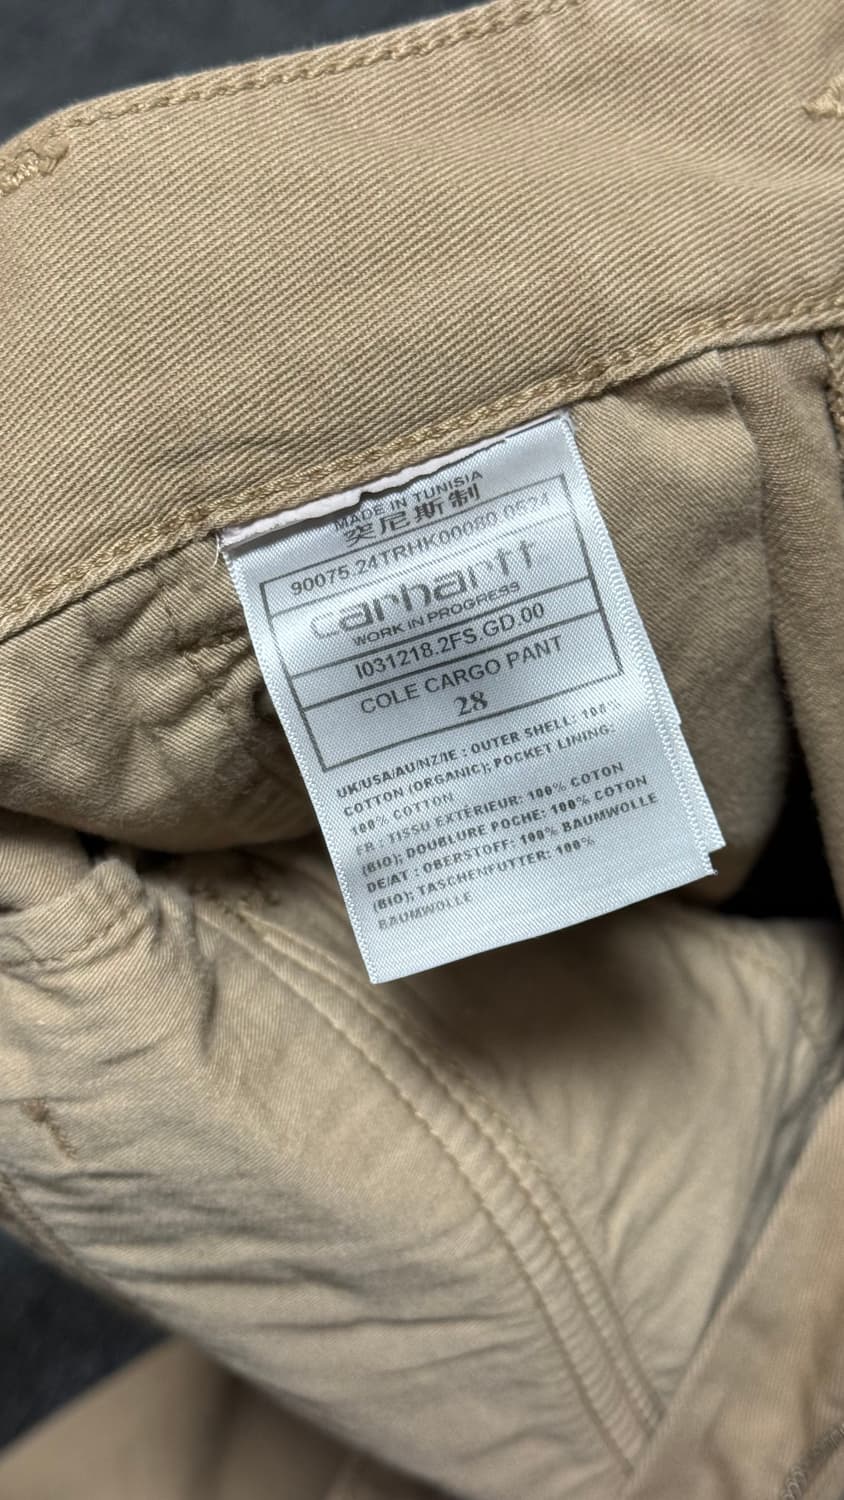 MADE IN TUNISIA
突尼斯制
90075.24TRHK00080.0524
carhartt
WORK IN PROGRESS
I031218.2FS.GD.00
COLE CARGO PANT
28
UK/USA/AU/NZ/IE : OUTER SHELL: 100%
COTTON (ORGANIC); POCKET LINING:
100% COTTON
FR : TISSU EXTÉRIEUR: 100% COTON
(BIO); DOUBLURE POCHE: 100% COTON
DE/AT : OBERSTOFF: 100% BAUMWOLLE
(BIO); TASCHENFUTTER: 100%
BAUMWOLLE